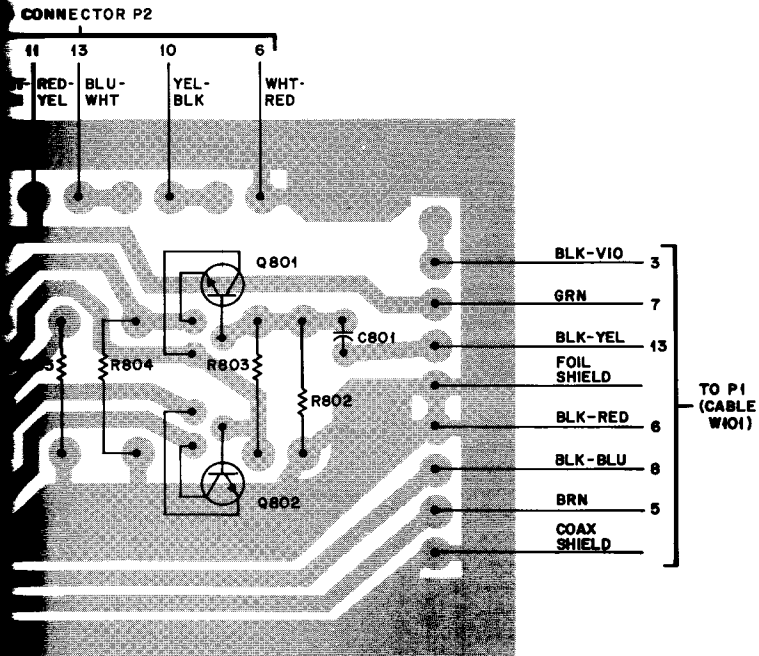 CONNECTOR P2
11 13 10 6
RED- BLU- YEL- WHT-
YEL WHT BLK RED
Q801
BLK-VIO 3
GRN 7
BLK-YEL 13
C801
FOIL
SHIELD
R804
R803
R802
TO P1
(CABLE
W101)
BLK-RED 6
BLK-BLU 8
Q802
BRN 5
COAX
SHIELD